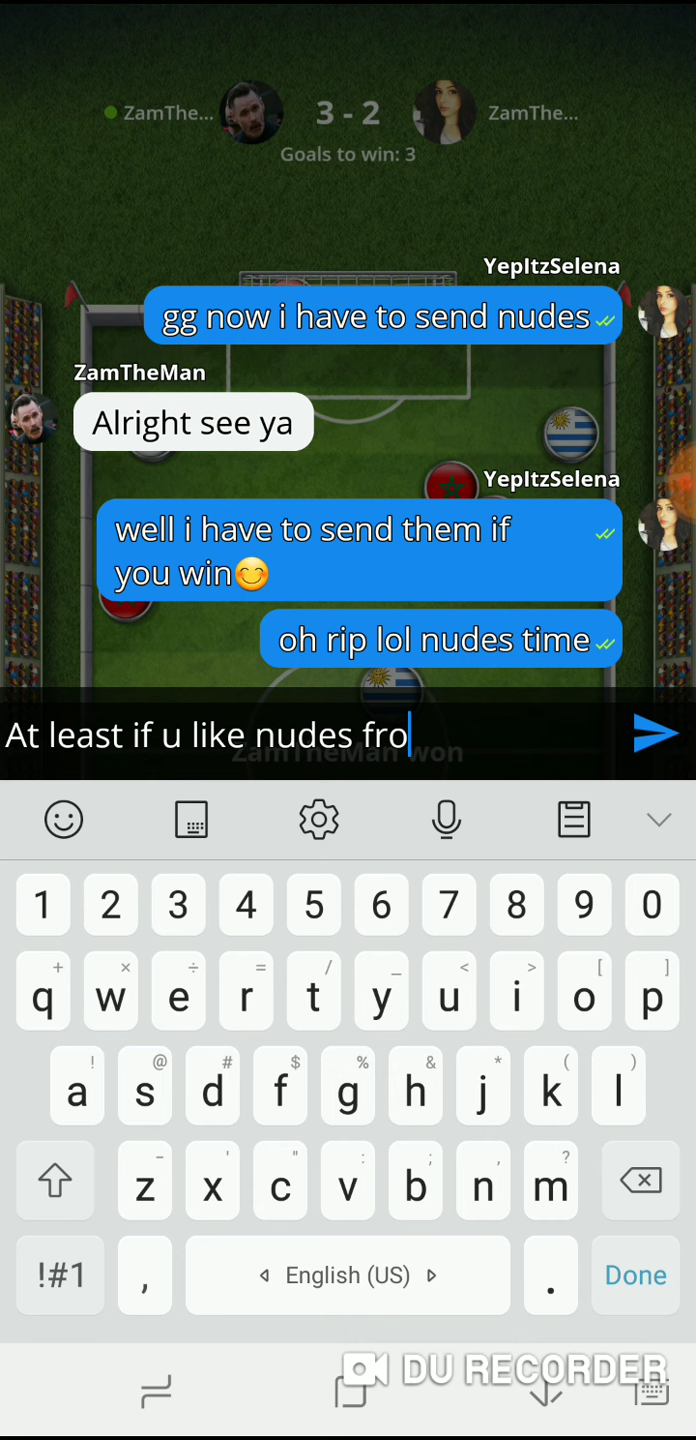 ZamThe... 3 - 2 ZamThe...
Goals to win: 3
YepItzSelena
gg now i have to send nudes
ZamTheMan
Alright see ya
YepItzSelena
well i have to send them if
you win😊
oh rip lol nudes time
At least if u like nudes fro
ZamTheMan won
1 2 3 4 5 6 7 8 9 0
+ × ÷ = / _ < > [ ]
q w e r t y u i o p
! @ # $ % & * ( )
a s d f g h j k l
- ' " : ; , ?
z x c v b n m
!#1 , English (US) . Done
DU RECORDER